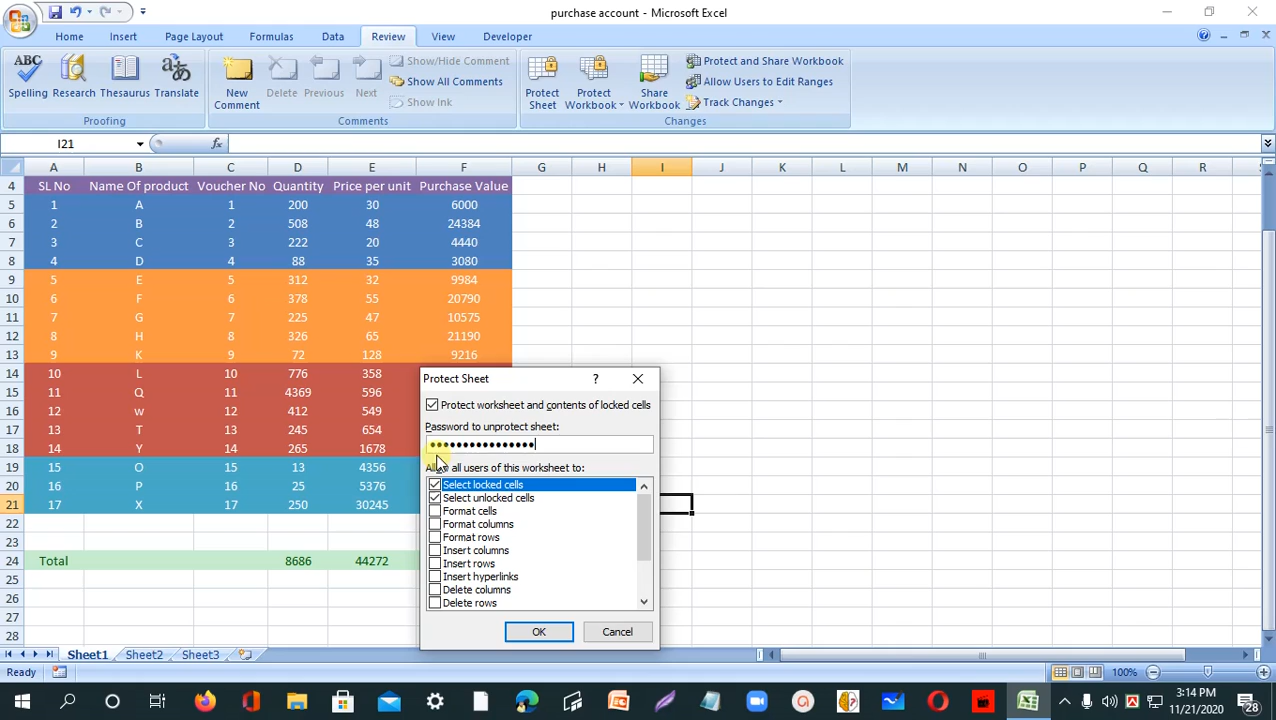 purchase account - Microsoft Excel
Home Insert Page Layout Formulas Data Review View Developer
ABC
Spelling Research Thesaurus Translate
Proofing
New Comment Delete Previous Next
Show/Hide Comment
Show All Comments
Show Ink
Comments
Protect Sheet Protect Workbook Share Workbook
Protect and Share Workbook
Allow Users to Edit Ranges
Track Changes
Changes
I21 fx
A B C D E F G H I J K L M N O P Q R
4 SL No Name Of product Voucher No Quantity Price per unit Purchase Value
5 1 A 1 200 30 6000
6 2 B 2 508 48 24384
7 3 C 3 222 20 4440
8 4 D 4 88 35 3080
9 5 E 5 312 32 9984
10 6 F 6 378 55 20790
11 7 G 7 225 47 10575
12 8 H 8 326 65 21190
13 9 K 9 72 128 9216
14 10 L 10 776 358
15 11 Q 11 4369 596
16 12 w 12 412 549
17 13 T 13 245 654
18 14 Y 14 265 1678
19 15 O 15 13 4356
20 16 P 16 25 5376
21 17 X 17 250 30245
22
23
24 Total 8686 44272
25
26
27
28
Protect Sheet ?
Protect worksheet and contents of locked cells
Password to unprotect sheet:
Allow all users of this worksheet to:
Select locked cells
Select unlocked cells
Format cells
Format columns
Format rows
Insert columns
Insert rows
Insert hyperlinks
Delete columns
Delete rows
OK Cancel
Sheet1 Sheet2 Sheet3
Ready 100%
3:14 PM
11/21/2020
28